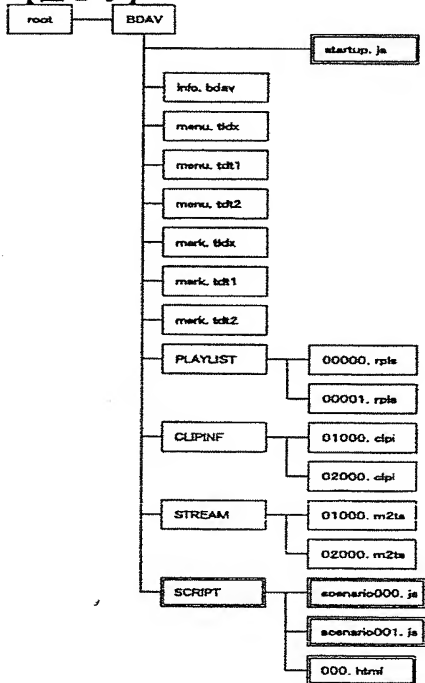 root
BDAV
startup. js
info. bdav
menu. tidx
menu. tdt1
menu. tdt2
mark. tidx
mark. tdt1
mark. tdt2
PLAYLIST
00000. rpls
00001. rpls
CLIPINF
01000. clpi
02000. clpi
STREAM
01000. m2ts
02000. m2ts
SCRIPT
scenario000. js
scenario001. js
000. html